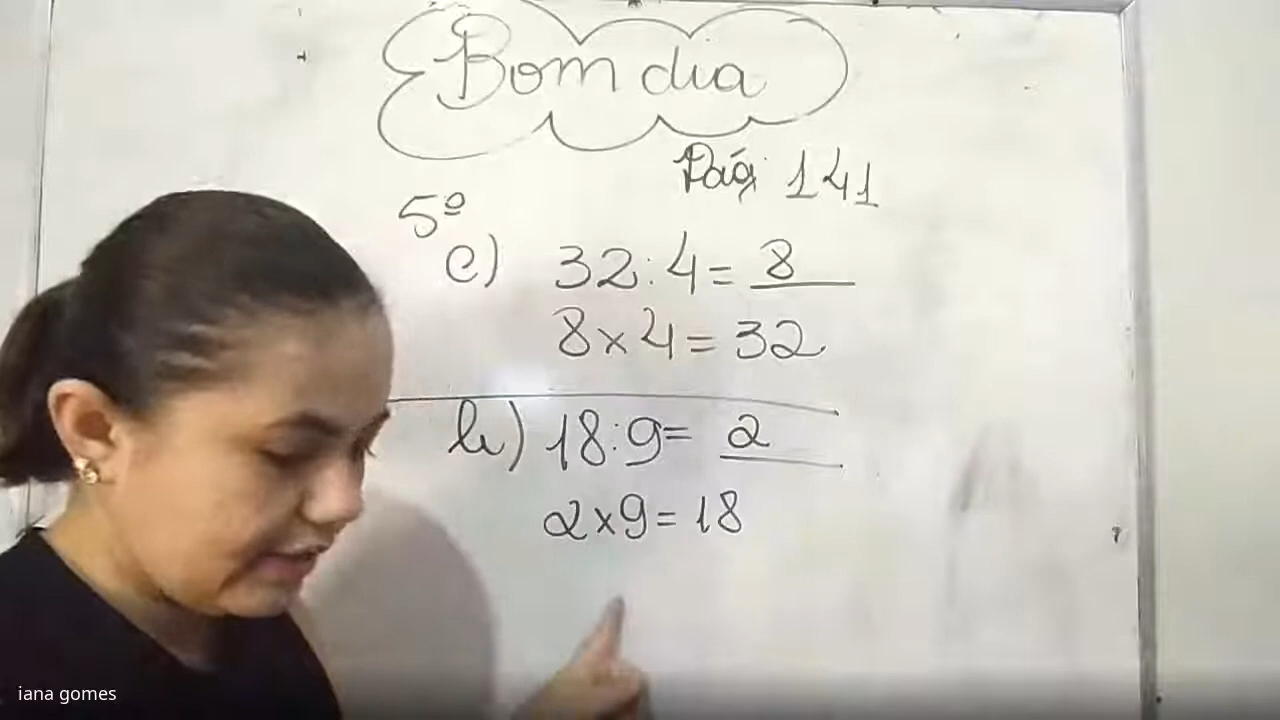 Bom dia
Pág: 141
5º
e) 32:4= 8
8x4=32
h) 18:9= 2
2x9=18
iana gomes